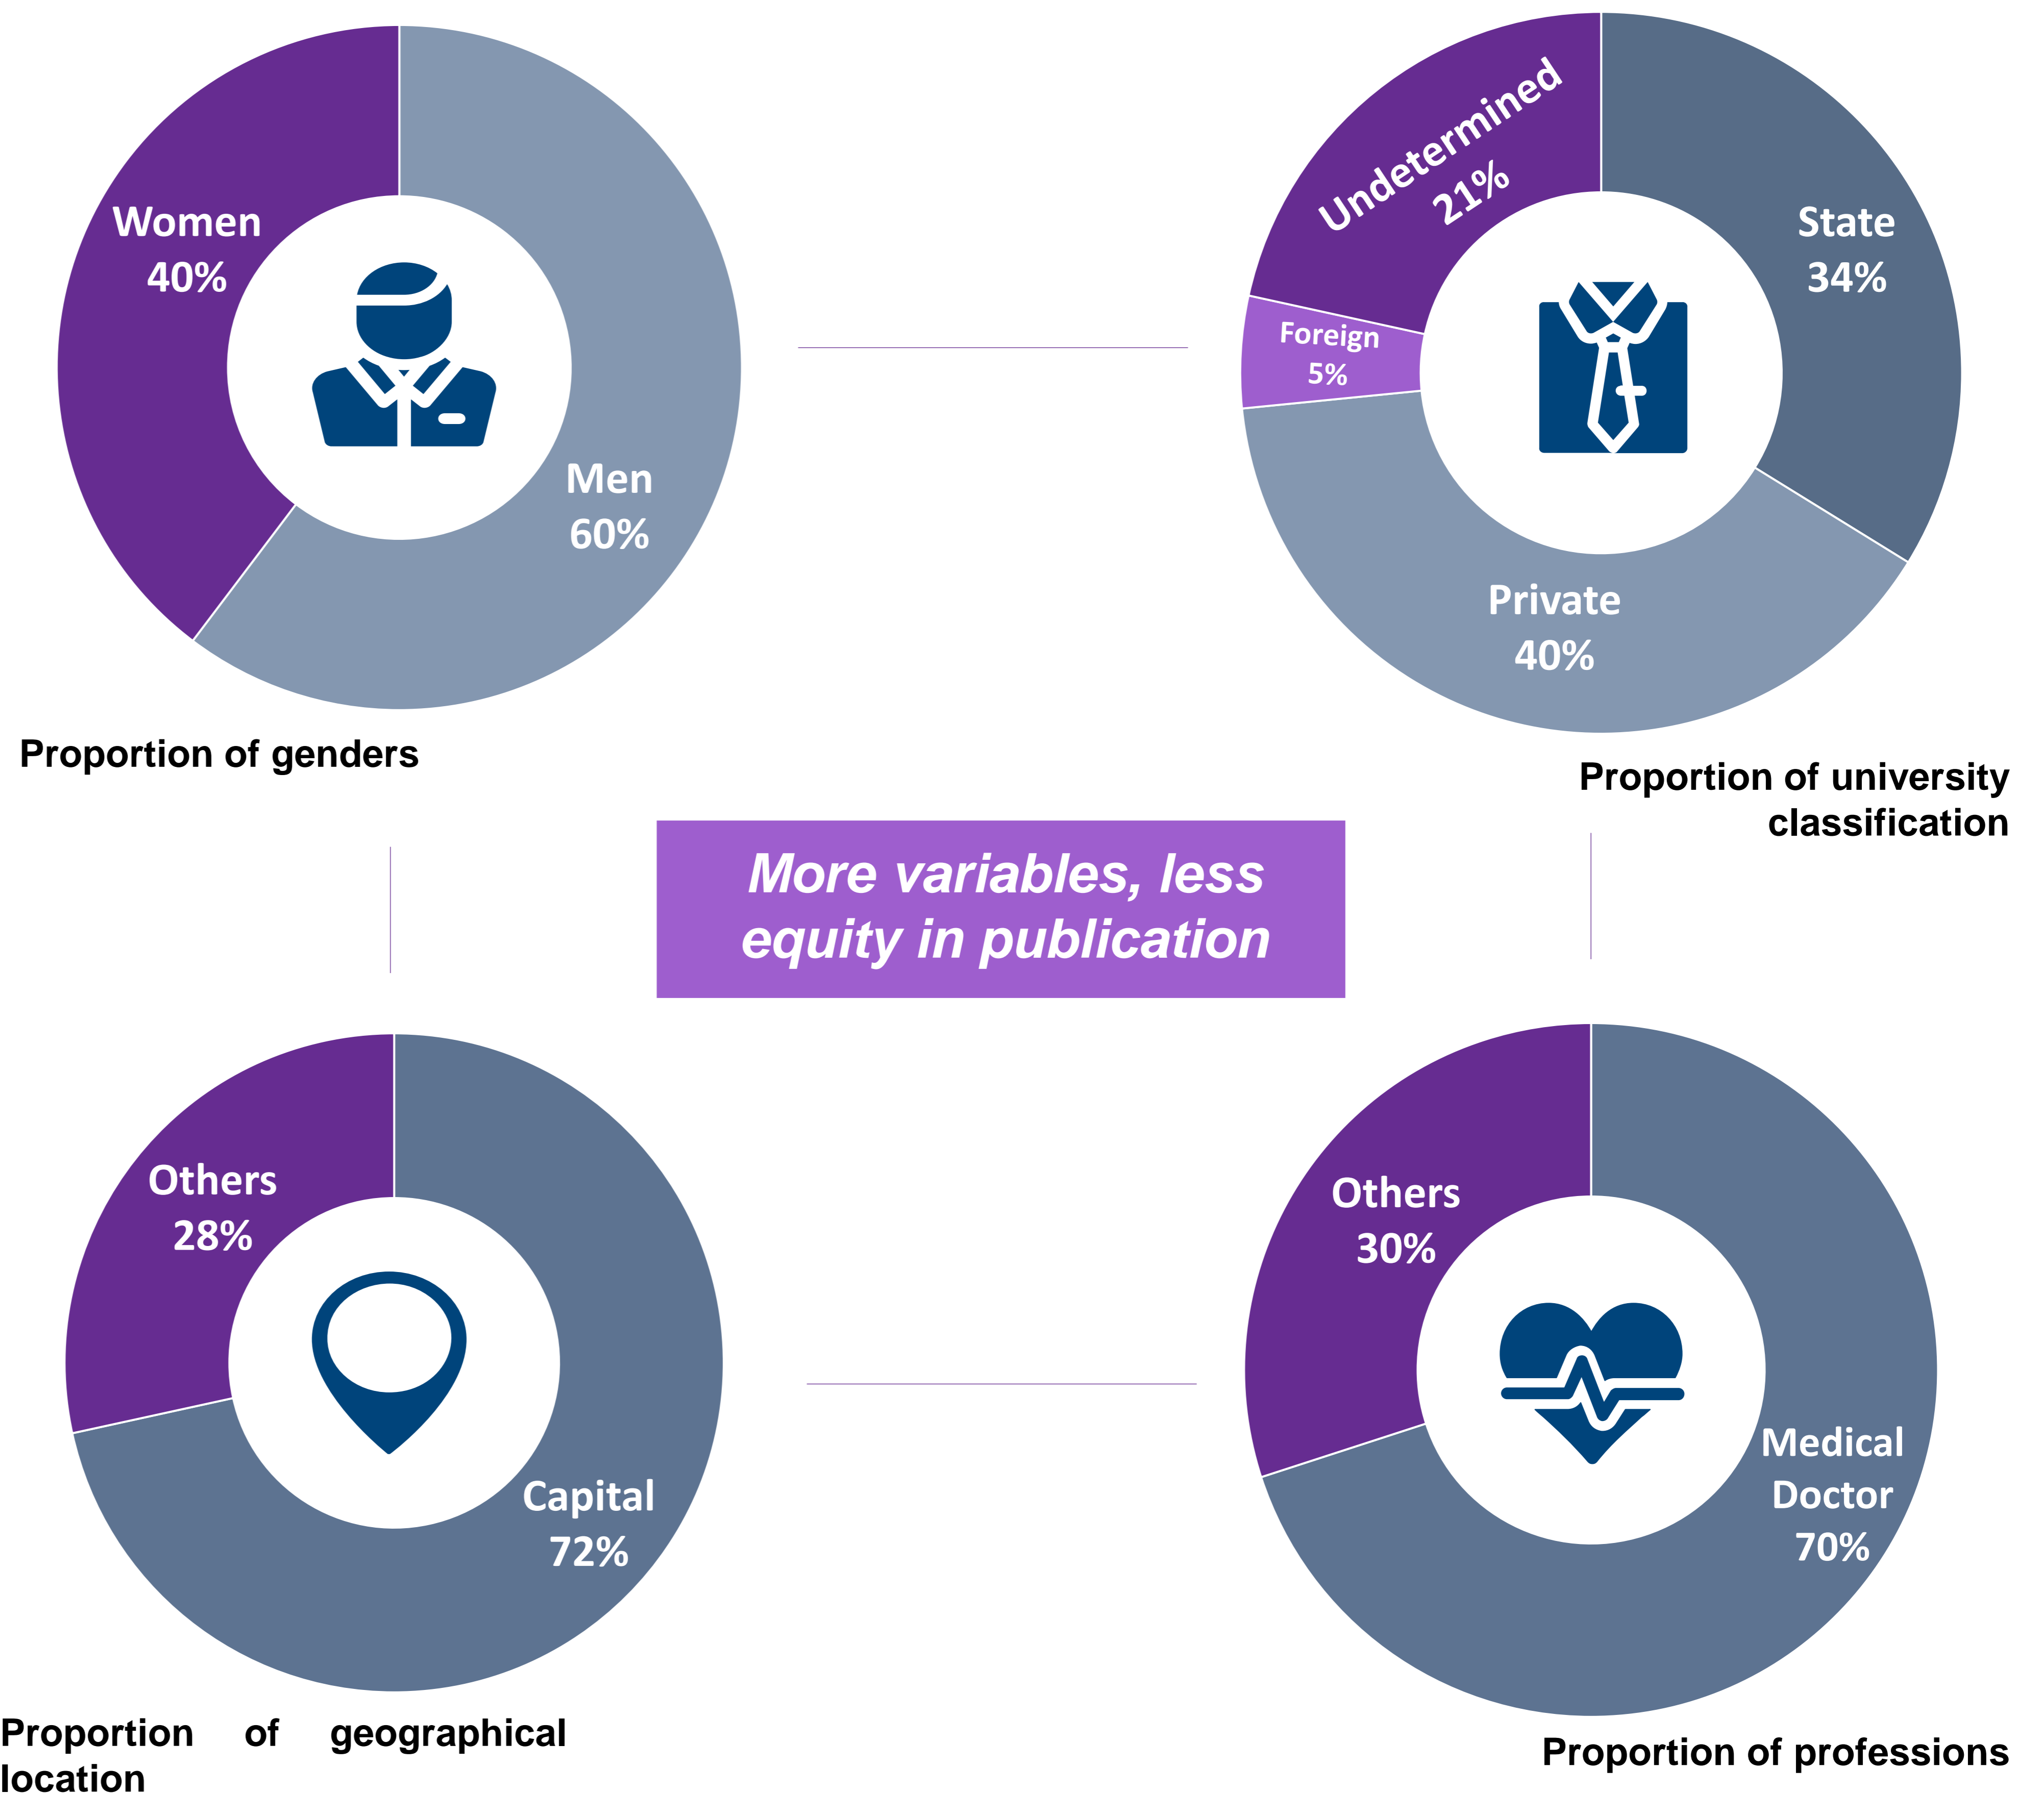 Women
40%
Men
60%
Proportion of genders
Undetermined
21%
State
34%
Foreign
5%
Private
40%
Proportion of university
classification
More variables, less
equity in publication
Others
28%
Capital
72%
Proportion of geographical
location
Others
30%
Medical
Doctor
70%
Proportion of professions